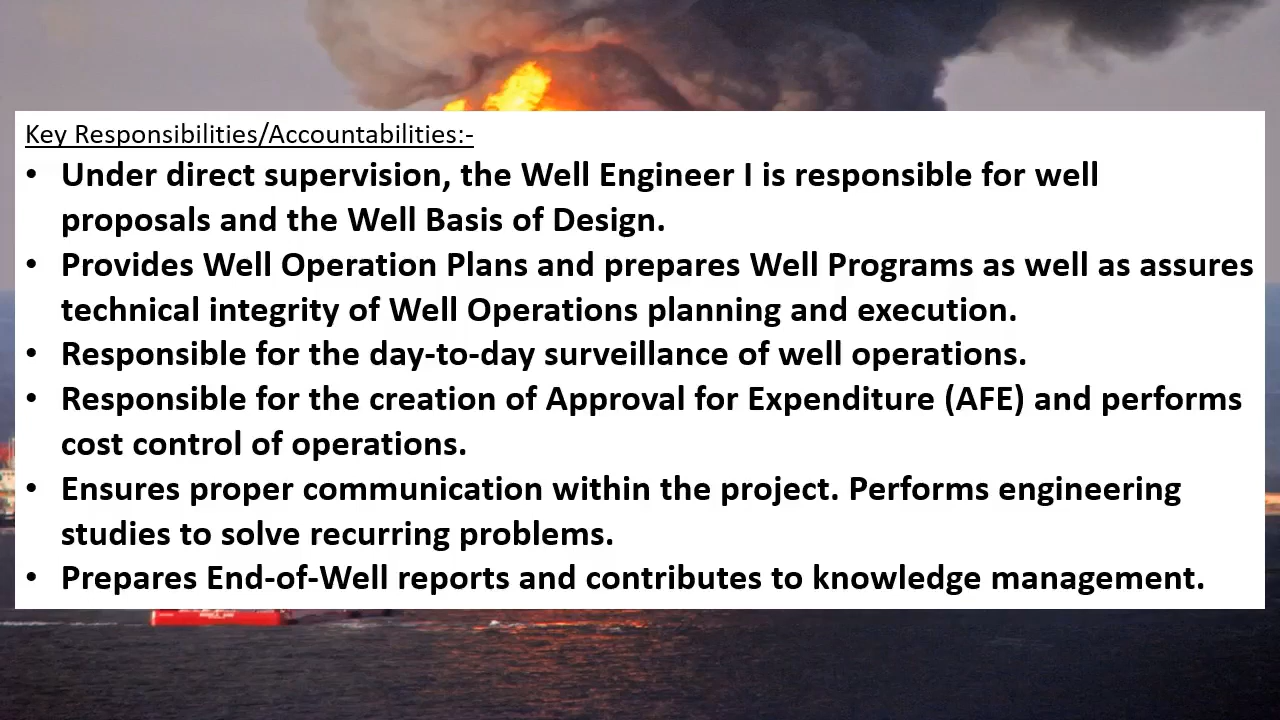 Key Responsibilities/Accountabilities:-
• Under direct supervision, the Well Engineer I is responsible for well
proposals and the Well Basis of Design.
• Provides Well Operation Plans and prepares Well Programs as well as assures
technical integrity of Well Operations planning and execution.
• Responsible for the day-to-day surveillance of well operations.
• Responsible for the creation of Approval for Expenditure (AFE) and performs
cost control of operations.
• Ensures proper communication within the project. Performs engineering
studies to solve recurring problems.
• Prepares End-of-Well reports and contributes to knowledge management.